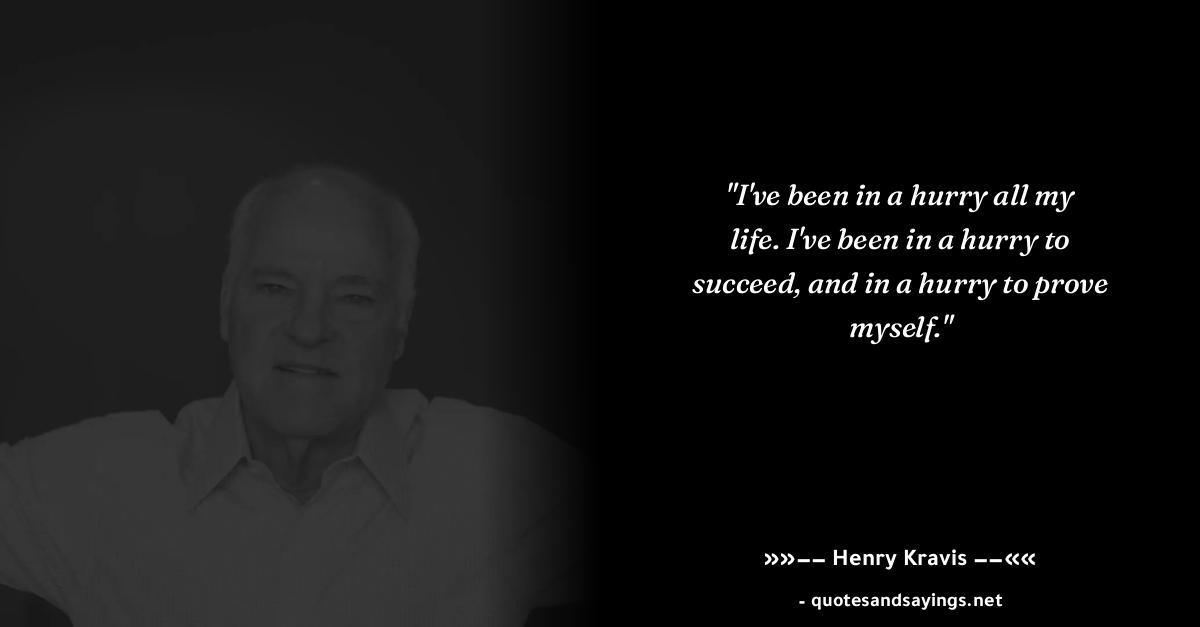 "I've been in a hurry all my
life. I've been in a hurry to
succeed, and in a hurry to prove
myself."
»»−− Henry Kravis −−««
- quotesandsayings.net